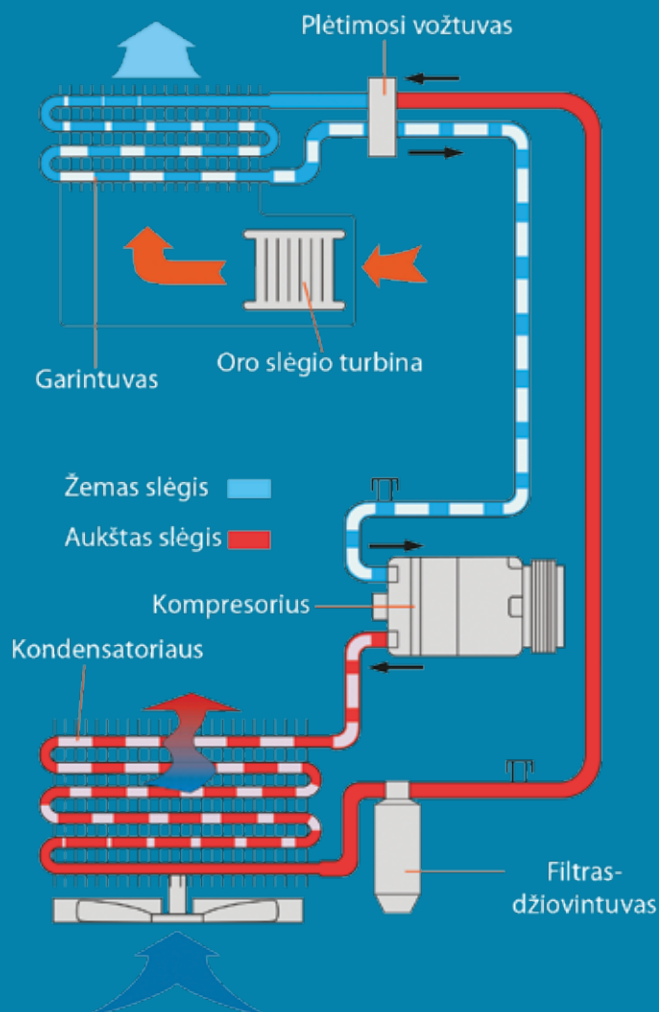 Plėtimosi vožtuvas
Oro slėgio turbina
Garintuvas
Žemas slėgis
Aukštas slėgis
Kompresorius
Kondensatoriaus
Filtras-
džiovintuvas